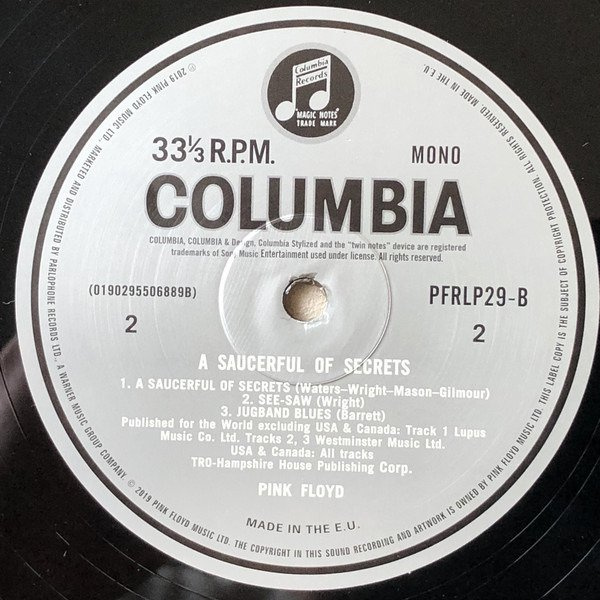 Columbia
Records
"MAGIC NOTES"
TRADE MARK
33⅓ R.P.M.
MONO
COLUMBIA
COLUMBIA, COLUMBIA & Design, Columbia Stylized and the "twin notes" device are registered
trademarks of Sony Music Entertainment used under license. All rights reserved.
(0190295506889B)
PFRLP29-B
2
2
A SAUCERFUL OF SECRETS
1. A SAUCERFUL OF SECRETS (Waters–Wright–Mason–Gilmour)
2. SEE-SAW (Wright)
3. JUGBAND BLUES (Barrett)
Published for the World excluding USA & Canada: Track 1 Lupus
Music Co. Ltd. Tracks 2, 3 Westminster Music Ltd.
USA & Canada: All tracks
TRO-Hampshire House Publishing Corp.
PINK FLOYD
MADE IN THE E.U.
℗ 2019 PINK FLOYD MUSIC LTD., MARKETED AND DISTRIBUTED BY PARLOPHONE RECORDS LTD., A WARNER MUSIC GROUP COMPANY. © 2019 PINK FLOYD MUSIC LTD. THE COPYRIGHT IN THIS SOUND RECORDING AND ARTWORK IS OWNED BY PINK FLOYD MUSIC LTD. THIS LABEL COPY IS THE SUBJECT OF COPYRIGHT PROTECTION. ALL RIGHTS RESERVED. MADE IN THE E.U.